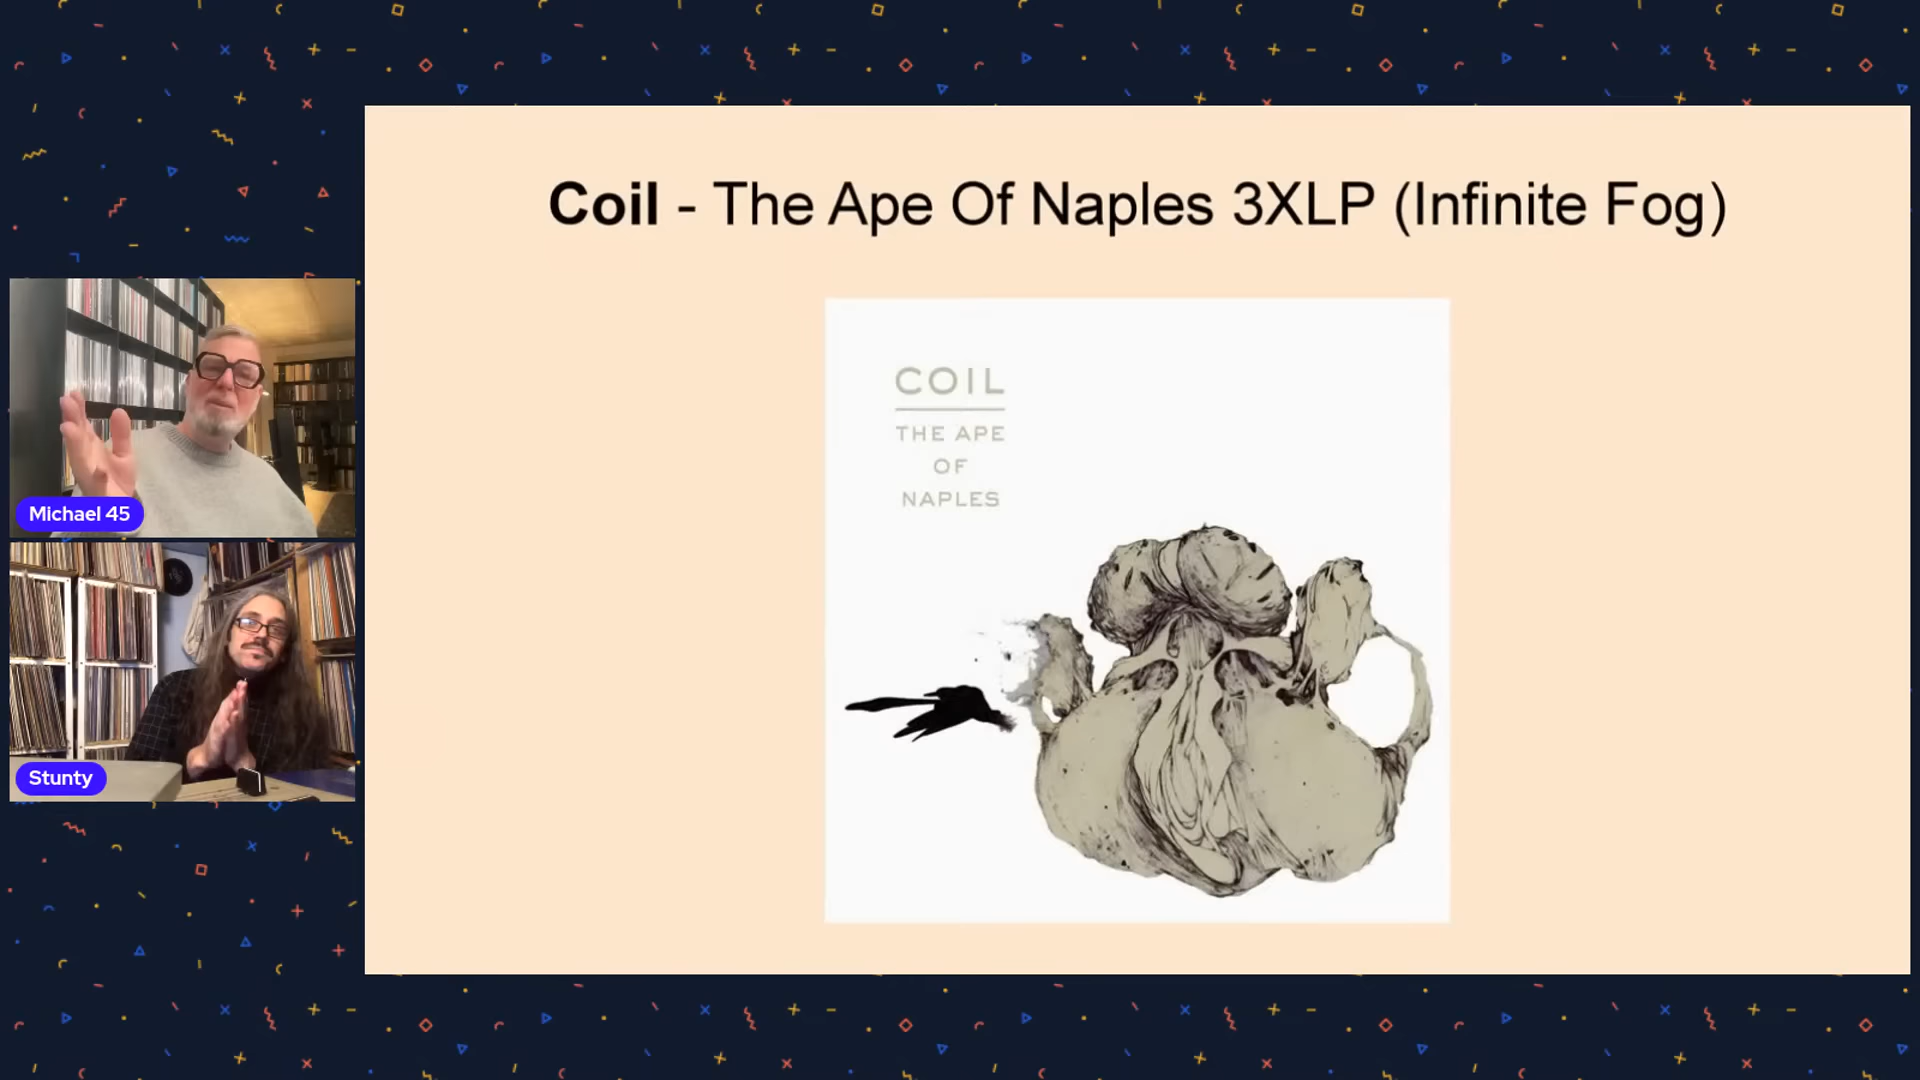 Coil - The Ape Of Naples 3XLP (Infinite Fog)
COIL
THE APE
OF
NAPLES
Michael 45
Stunty